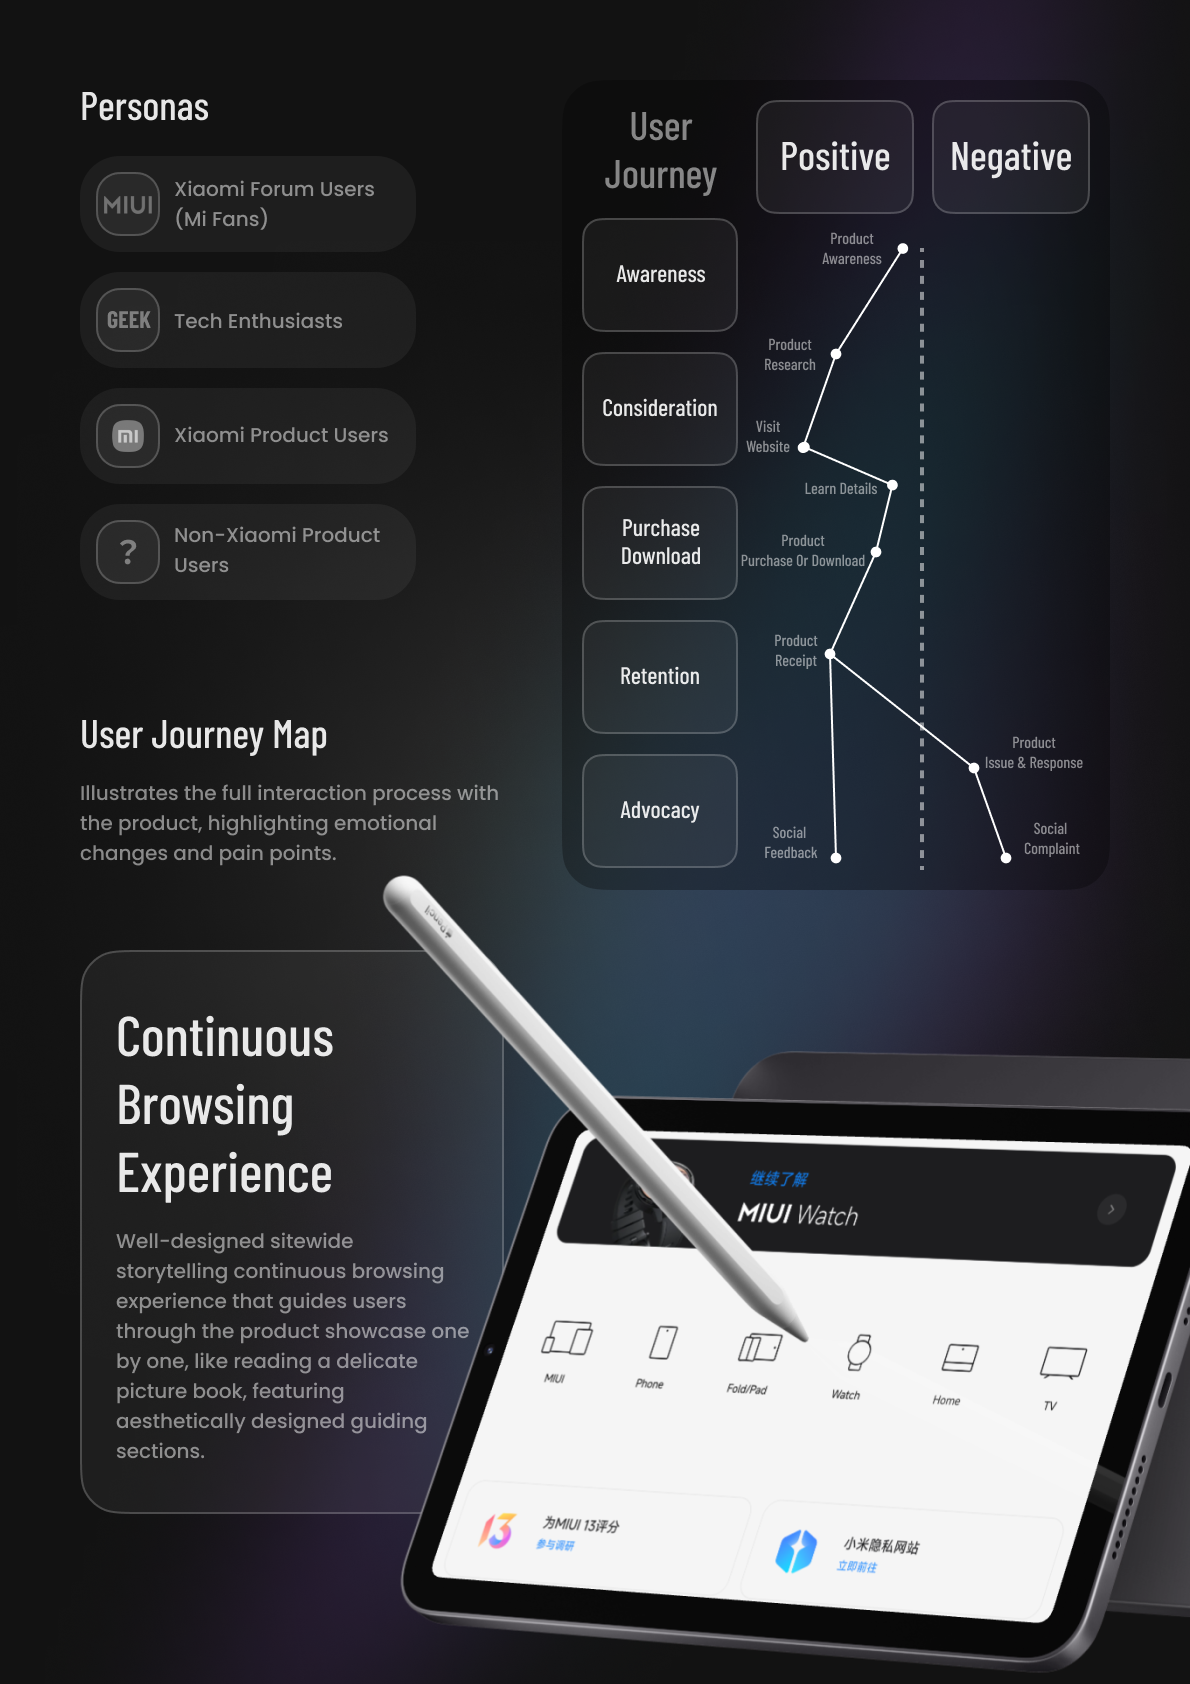 Personas
MIUI
Xiaomi Forum Users
(Mi Fans)
GEEK
Tech Enthusiasts
Xiaomi Product Users
?
Non-Xiaomi Product
Users
User Journey Map
Illustrates the full interaction process with
the product, highlighting emotional
changes and pain points.
User
Journey
Positive
Negative
Awareness
Consideration
Purchase
Download
Retention
Advocacy
Product
Awareness
Product
Research
Visit
Website
Learn Details
Product
Purchase Or Download
Product
Receipt
Product
Issue & Response
Social
Feedback
Social
Complaint
Pencil
Continuous
Browsing
Experience
Well-designed sitewide
storytelling continuous browsing
experience that guides users
through the product showcase one
by one, like reading a delicate
picture book, featuring
aesthetically designed guiding
sections.
继续了解
MIUI Watch
MIUI
Phone
Fold/Pad
Watch
Home
TV
13
为MIUI 13评分
参与调研
小米隐私网站
立即前往